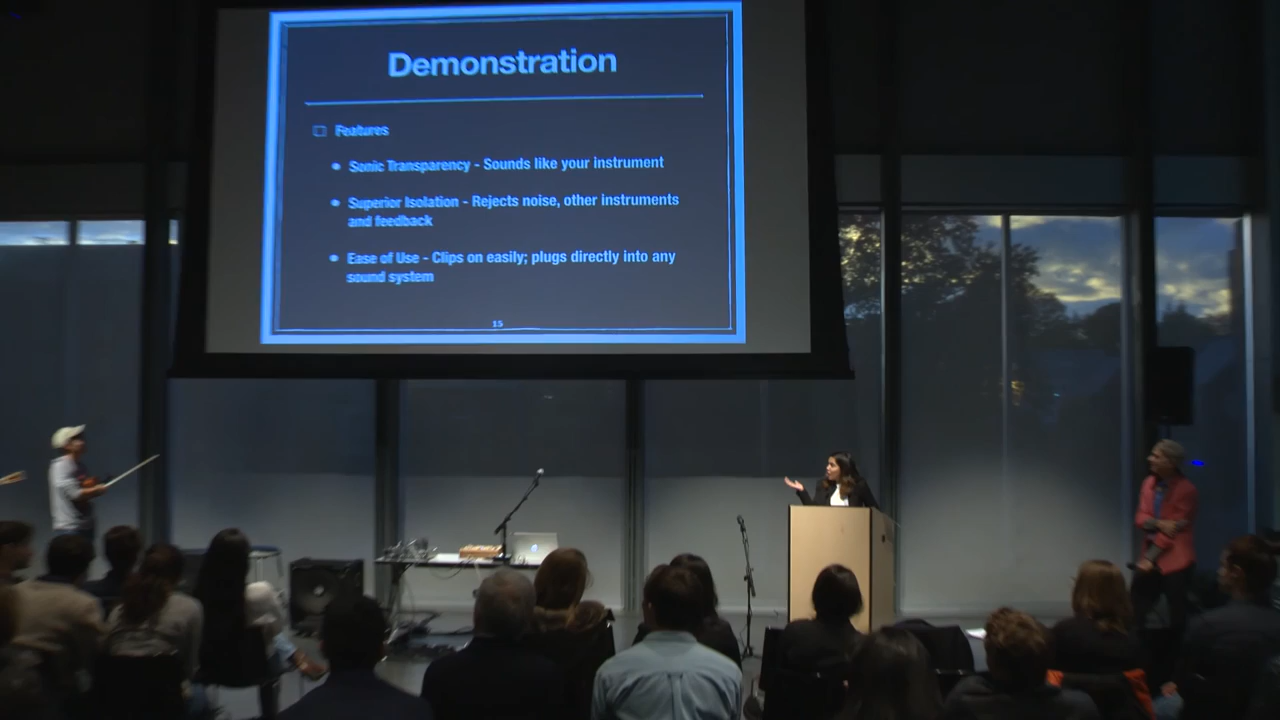 Demonstration
Features
Sonic Transparency - Sounds like your instrument
Superior Isolation - Rejects noise, other instruments
and feedback
Ease of Use - Clips on easily; plugs directly into any
sound system
15